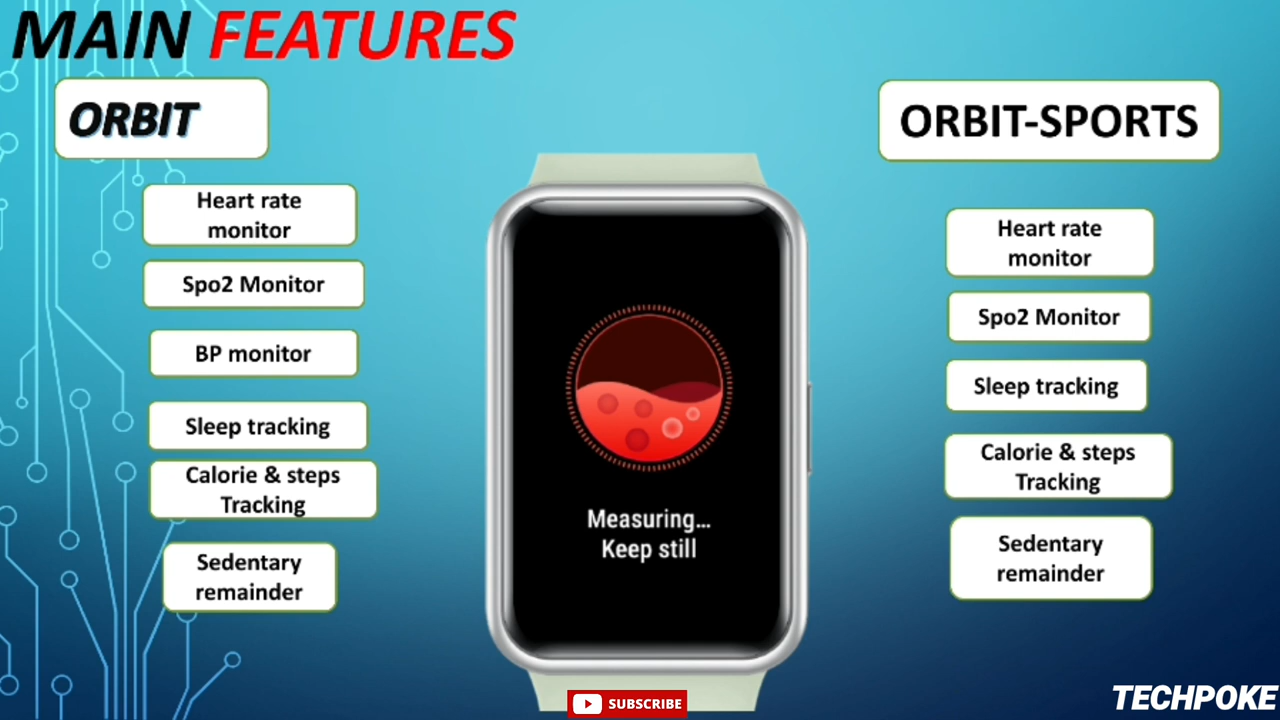 MAIN FEATURES
ORBIT
Heart rate
monitor
Spo2 Monitor
BP monitor
Sleep tracking
Calorie & steps
Tracking
Sedentary
remainder
Measuring...
Keep still
ORBIT-SPORTS
Heart rate
monitor
Spo2 Monitor
Sleep tracking
Calorie & steps
Tracking
Sedentary
remainder
SUBSCRIBE
TECHPOKE